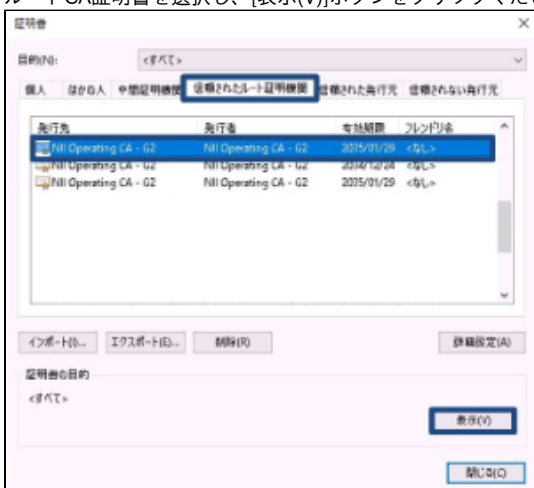 ルートCA証明書を選択し、[表示(V)]ボタンをクリックくださ
証明書
目的(N): <すべて>
個人 ほかの人 中間証明機関 信頼されたルート証明機関 信頼された発行元 信頼されない発行元
発行先 発行者 有効期限 フレンドリ名
NII Operating CA - G2 NII Operating CA - G2 2035/01/29 <なし>
NII Operating CA - G2 NII Operating CA - G2 2034/12/24 <なし>
NII Operating CA - G2 NII Operating CA - G2 2035/01/29 <なし>
インポート(I)... エクスポート(E)... 削除(R) 詳細設定(A)
証明書の目的
<すべて>
表示(V)
閉じる(C)